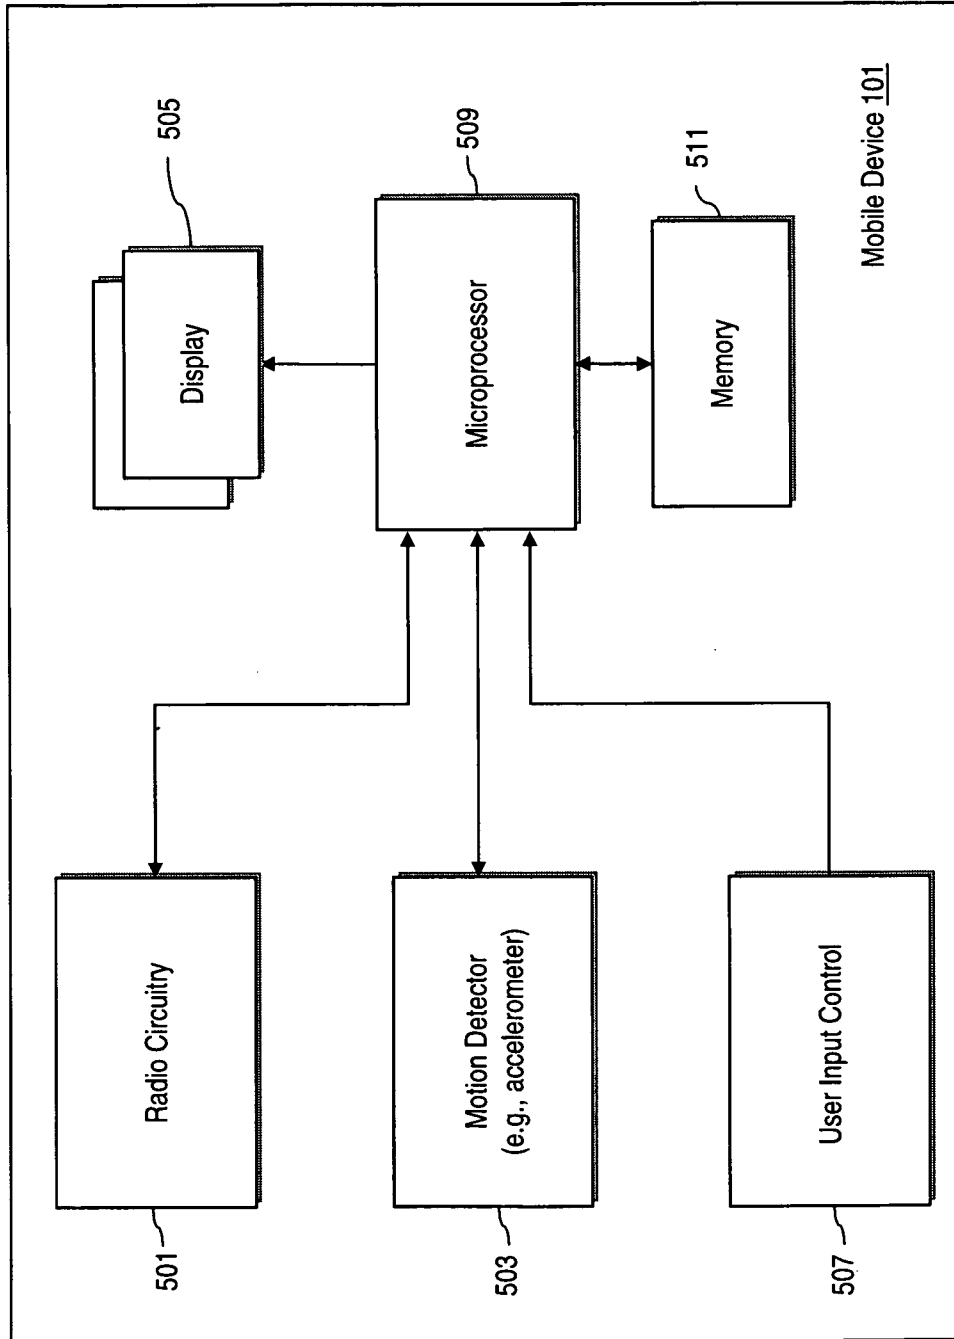 501
Radio Circuitry
503
Motion Detector
(e.g., accelerometer)
507
User Input Control
505
Display
509
Microprocessor
511
Memory
Mobile Device 101